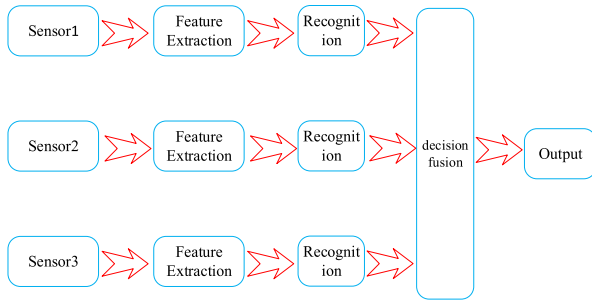 Sensor1
Feature
Extraction
Recognit
ion
Sensor2
Feature
Extraction
Recognit
ion
Sensor3
Feature
Extraction
Recognit
ion
decision
fusion
Output